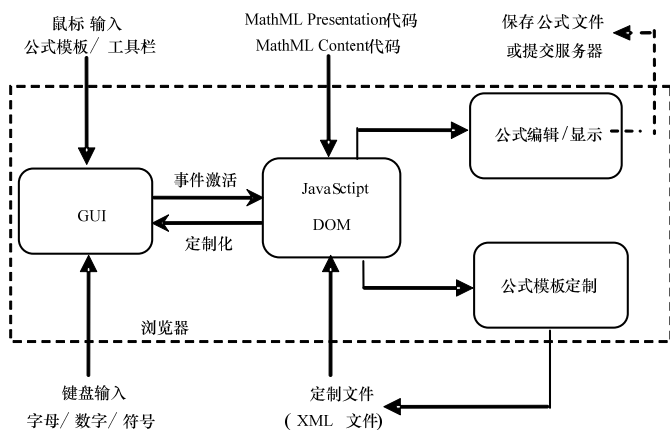 鼠标 输入
公式模板/ 工具栏
MathML Presentation代码
MathML Content代码
保存公式文件
或提交服务器
公式编辑/显示
事件激活
JavaSctipt
DOM
GUI
定制化
公式模板定制
浏览器
键盘输入
字母/ 数字/ 符号
定制文件
( XML 文件)